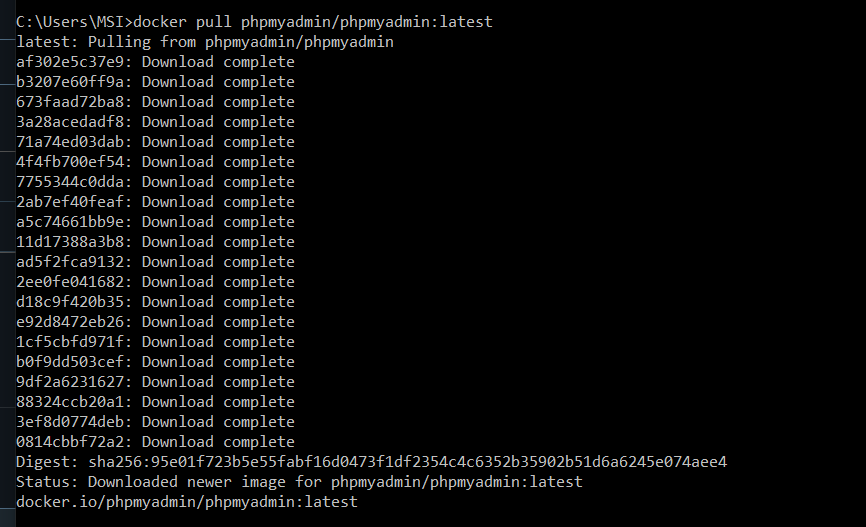 C:\Users\MSI>docker pull phpmyadmin/phpmyadmin:latest
latest: Pulling from phpmyadmin/phpmyadmin
af302e5c37e9: Download complete
b3207e60ff9a: Download complete
673faad72ba8: Download complete
3a28acedadf8: Download complete
71a74ed03dab: Download complete
4f4fb700ef54: Download complete
7755344c0dda: Download complete
2ab7ef40feaf: Download complete
a5c74661bb9e: Download complete
11d17388a3b8: Download complete
ad5f2fca9132: Download complete
2ee0fe041682: Download complete
d18c9f420b35: Download complete
e92d8472eb26: Download complete
1cf5cbfd971f: Download complete
b0f9dd503cef: Download complete
9df2a6231627: Download complete
88324ccb20a1: Download complete
3ef8d0774deb: Download complete
0814cbbf72a2: Download complete
Digest: sha256:95e01f723b5e55fabf16d0473f1df2354c4c6352b35902b51d6a6245e074aee4
Status: Downloaded newer image for phpmyadmin/phpmyadmin:latest
docker.io/phpmyadmin/phpmyadmin:latest